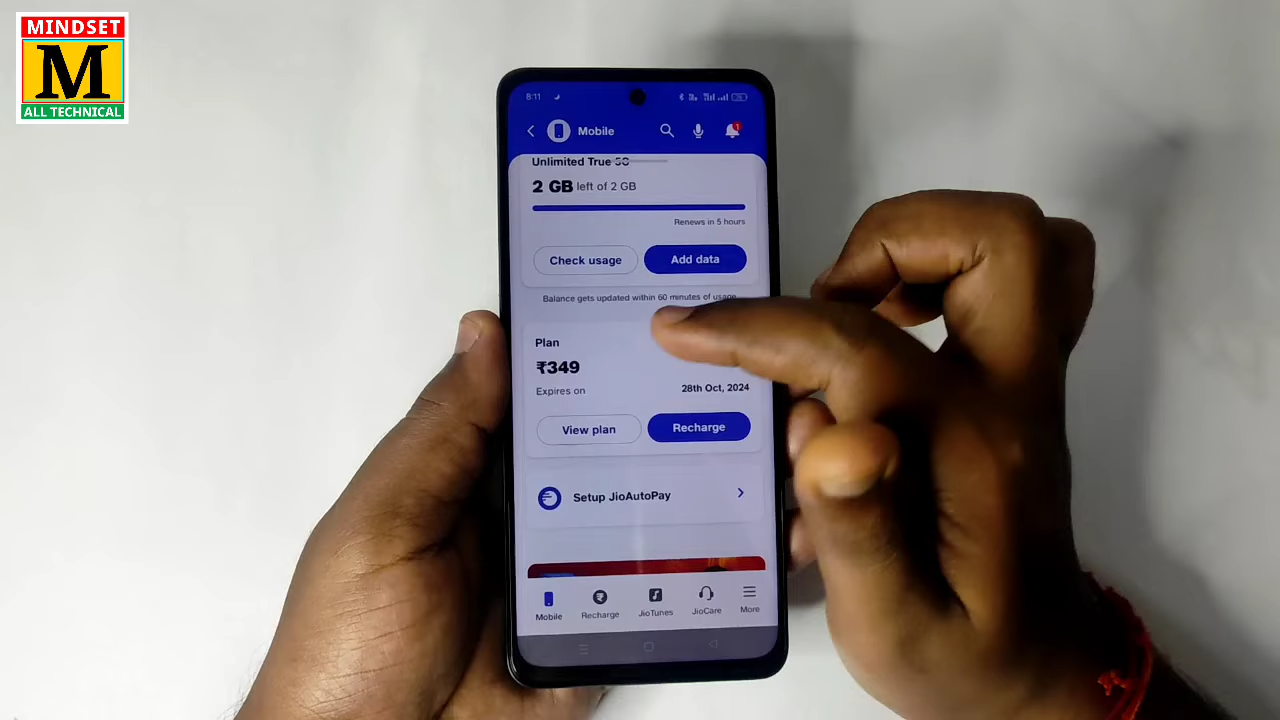 MINDSET
M
ALL TECHNICAL
8:11
Mobile
1
Unlimited True 5G
2 GB left of 2 GB
Renews in 5 hours
Check usage
Add data
Balance gets updated within 60 minutes of usage
Plan
₹349
Expires on
28th Oct, 2024
View plan
Recharge
Setup JioAutoPay
Mobile
Recharge
JioTunes
JioCare
More